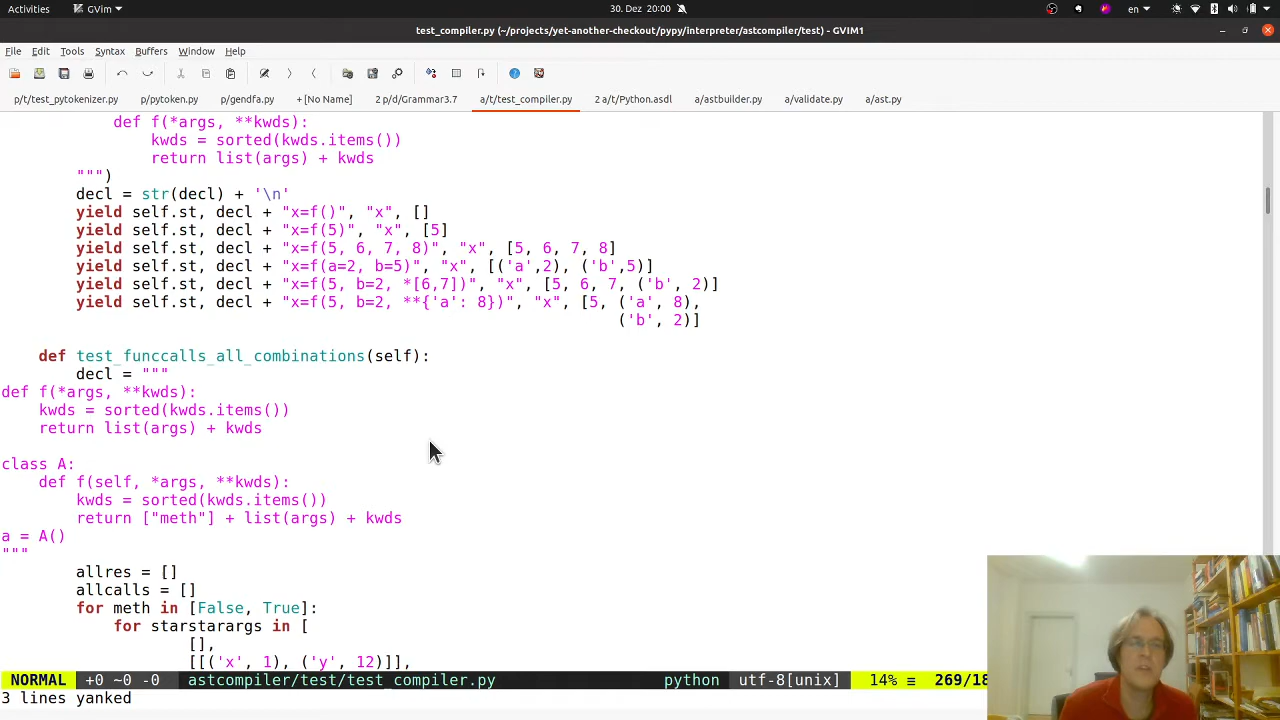 Activities GVim 30. Dez 20:00 en
test_compiler.py (~/projects/yet-another-checkout/pypy/interpreter/astcompiler/test) - GVIM1
File Edit Tools Syntax Buffers Window Help
p/t/test_pytokenizer.py p/pytoken.py p/gendfa.py + [No Name] 2 p/d/Grammar3.7 a/t/test_compiler.py 2 a/t/Python.asdl a/astbuilder.py a/validate.py a/ast.py
def f(*args, **kwds):
kwds = sorted(kwds.items())
return list(args) + kwds
""")
decl = str(decl) + '\n'
yield self.st, decl + "x=f()", "x", []
yield self.st, decl + "x=f(5)", "x", [5]
yield self.st, decl + "x=f(5, 6, 7, 8)", "x", [5, 6, 7, 8]
yield self.st, decl + "x=f(a=2, b=5)", "x", [('a',2), ('b',5)]
yield self.st, decl + "x=f(5, b=2, *[6,7])", "x", [5, 6, 7, ('b', 2)]
yield self.st, decl + "x=f(5, b=2, **{'a': 8})", "x", [5, ('a', 8),
('b', 2)]
def test_funccalls_all_combinations(self):
decl = """
def f(*args, **kwds):
kwds = sorted(kwds.items())
return list(args) + kwds
class A:
def f(self, *args, **kwds):
kwds = sorted(kwds.items())
return ["meth"] + list(args) + kwds
a = A()
"""
allres = []
allcalls = []
for meth in [False, True]:
for starstarargs in [
[],
[[('x', 1), ('y', 12)]],
NORMAL +0 ~0 -0 astcompiler/test/test_compiler.py python utf-8[unix] 14% ≡ 269/18
3 lines yanked